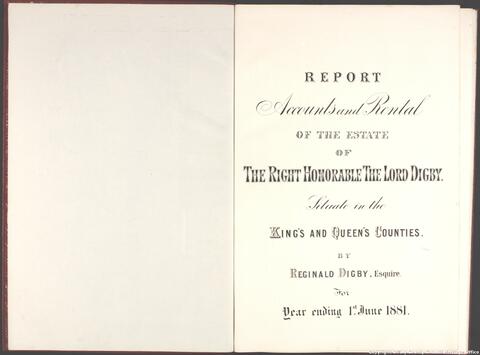 REPORT
Accounts and Rental
OF THE ESTATE
OF
THE RIGHT HONORABLE THE LORD DIGBY.
Situate in the
KING'S AND QUEEN'S COUNTIES.
BY
REGINALD DIGBY, Esquire.
For
Year ending 1st June 1881.